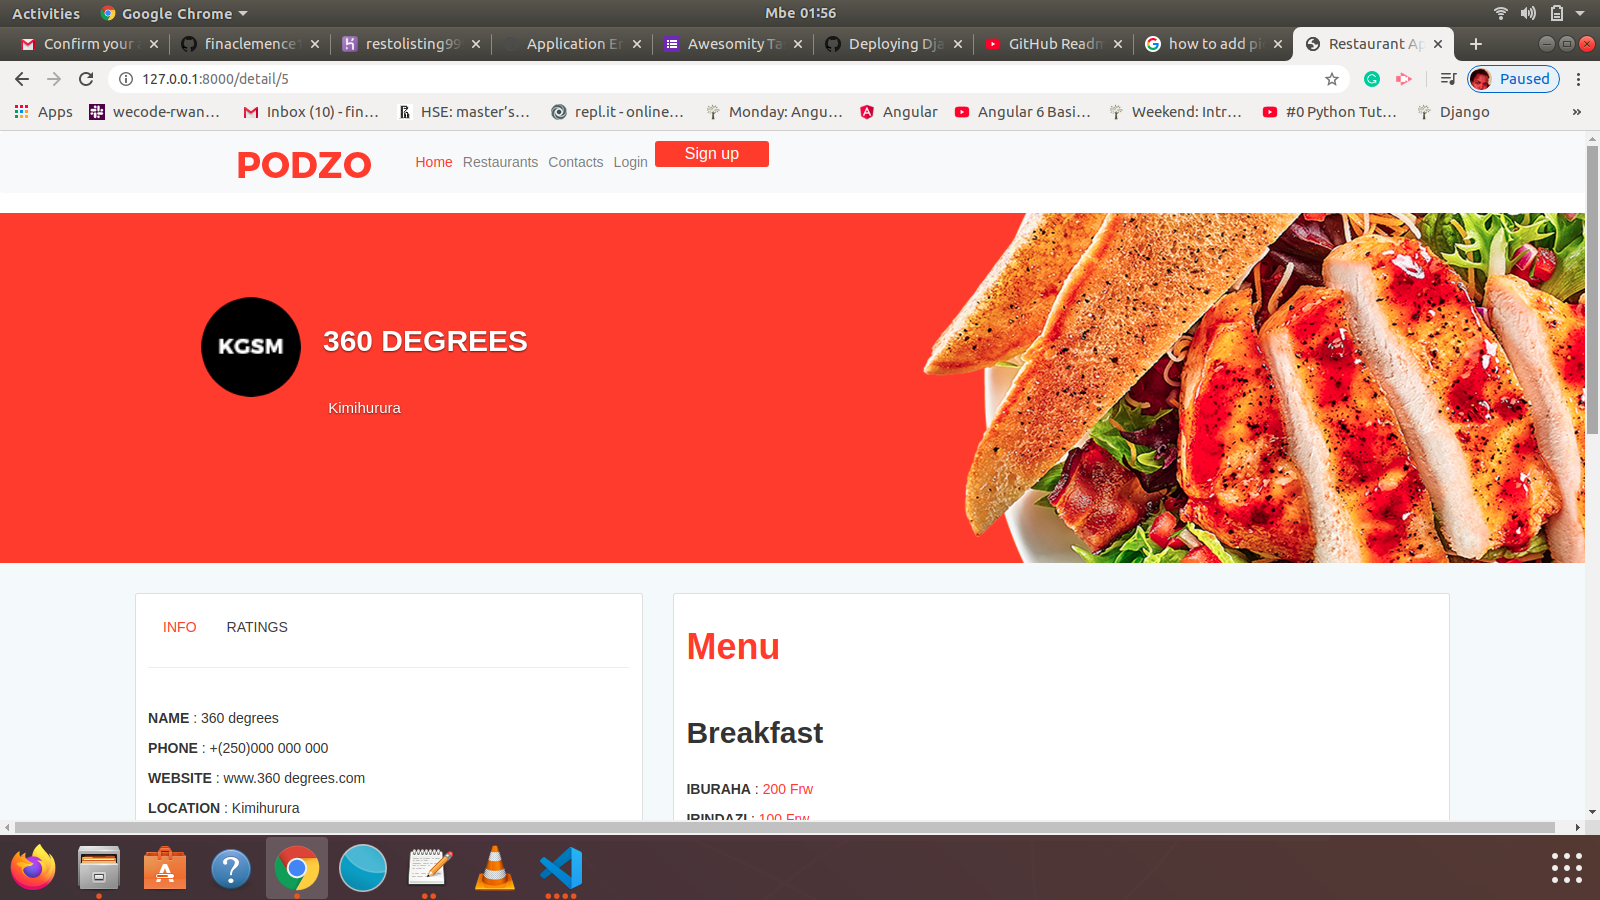 Activities Google Chrome Mbe 01:56
Confirm your finaclemence restolisting99 Application Er Awesomity Ta Deploying Dja GitHub Readm how to add pi Restaurant Ap
127.0.0.1:8000/detail/5 Paused
Apps wecode-rwan... Inbox (10) - fin... HSE: master's... repl.it - online... Monday: Angu... Angular Angular 6 Basi... Weekend: Intr... #0 Python Tut... Django »
PODZO Home Restaurants Contacts Login Sign up
KGSM
360 DEGREES
Kimihurura
INFO RATINGS
NAME : 360 degrees
PHONE : +(250)000 000 000
WEBSITE : www.360 degrees.com
LOCATION : Kimihurura
Menu
Breakfast
IBURAHA : 200 Frw
IRINDAZI : 100 Frw